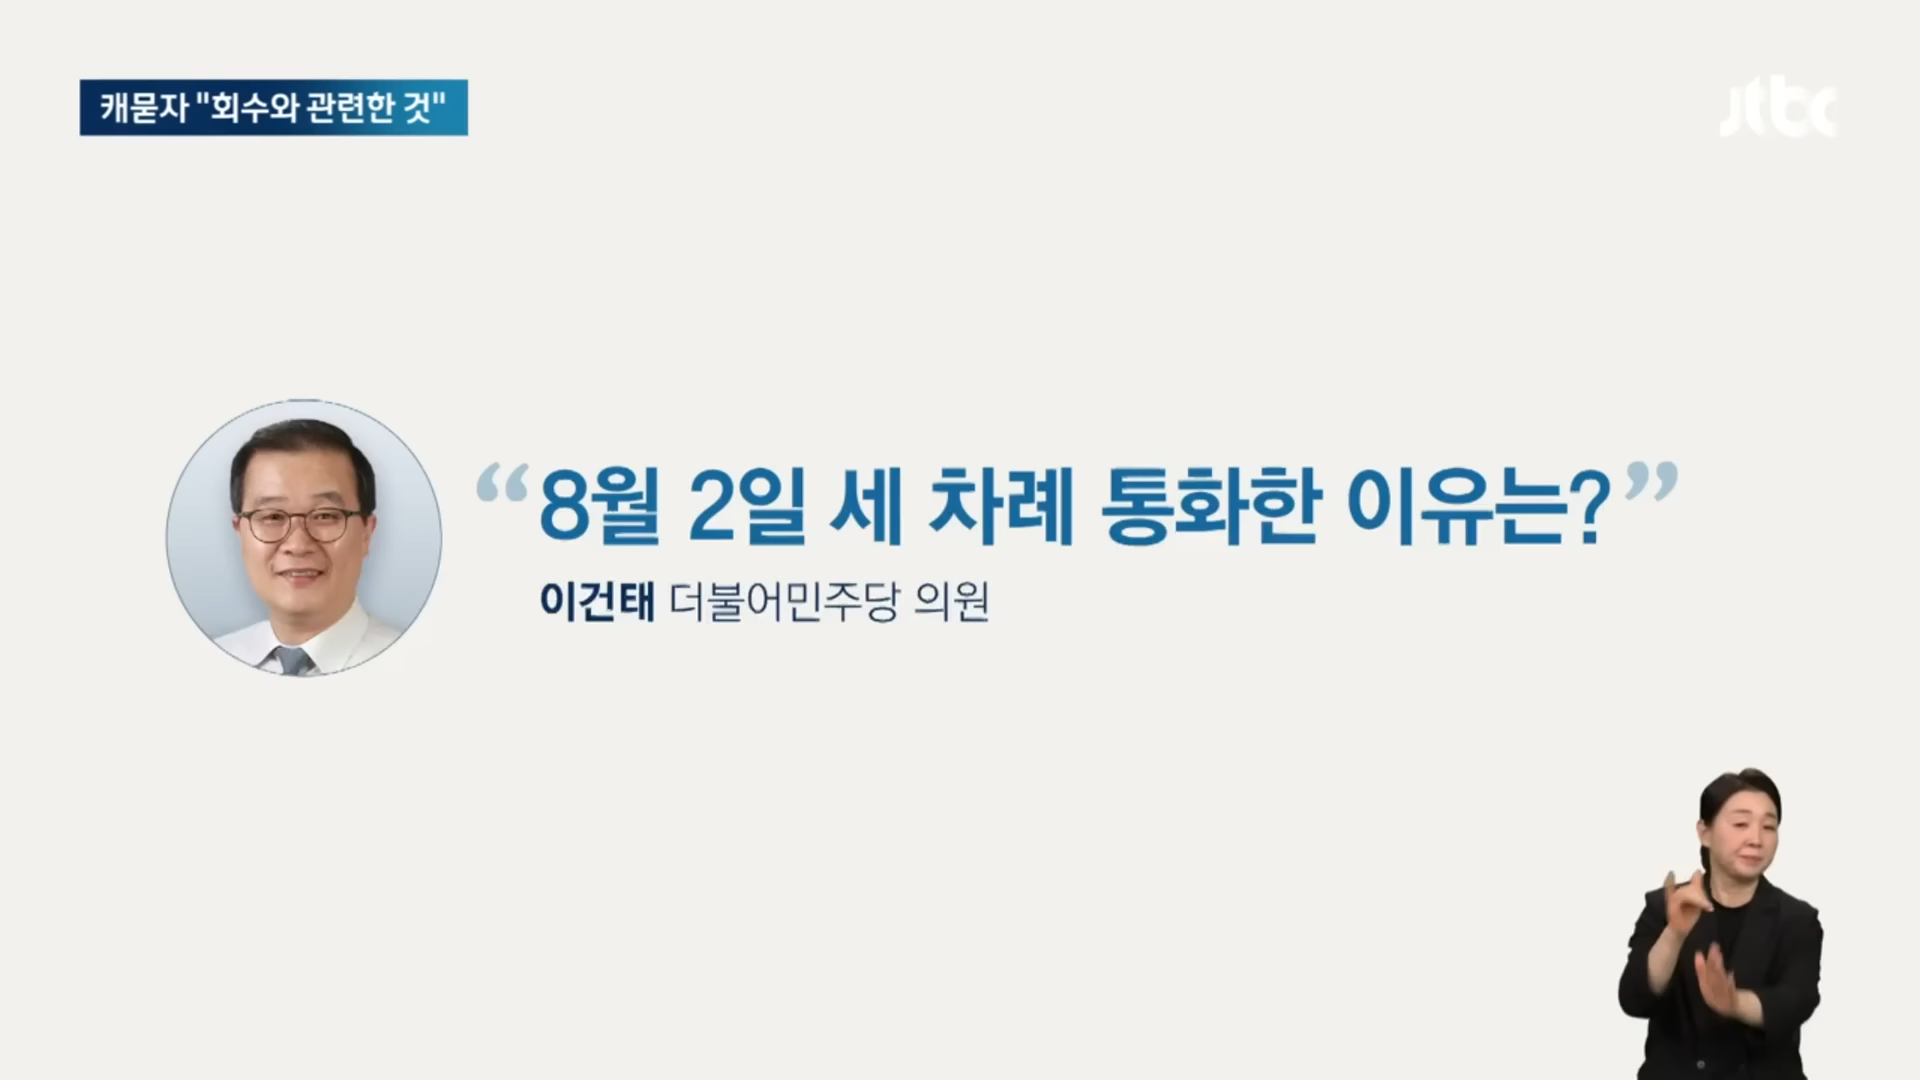 캐묻자 "회수와 관련한 것"
jtbc
“8월 2일 세 차례 통화한 이유는?”
이건태 더불어민주당 의원